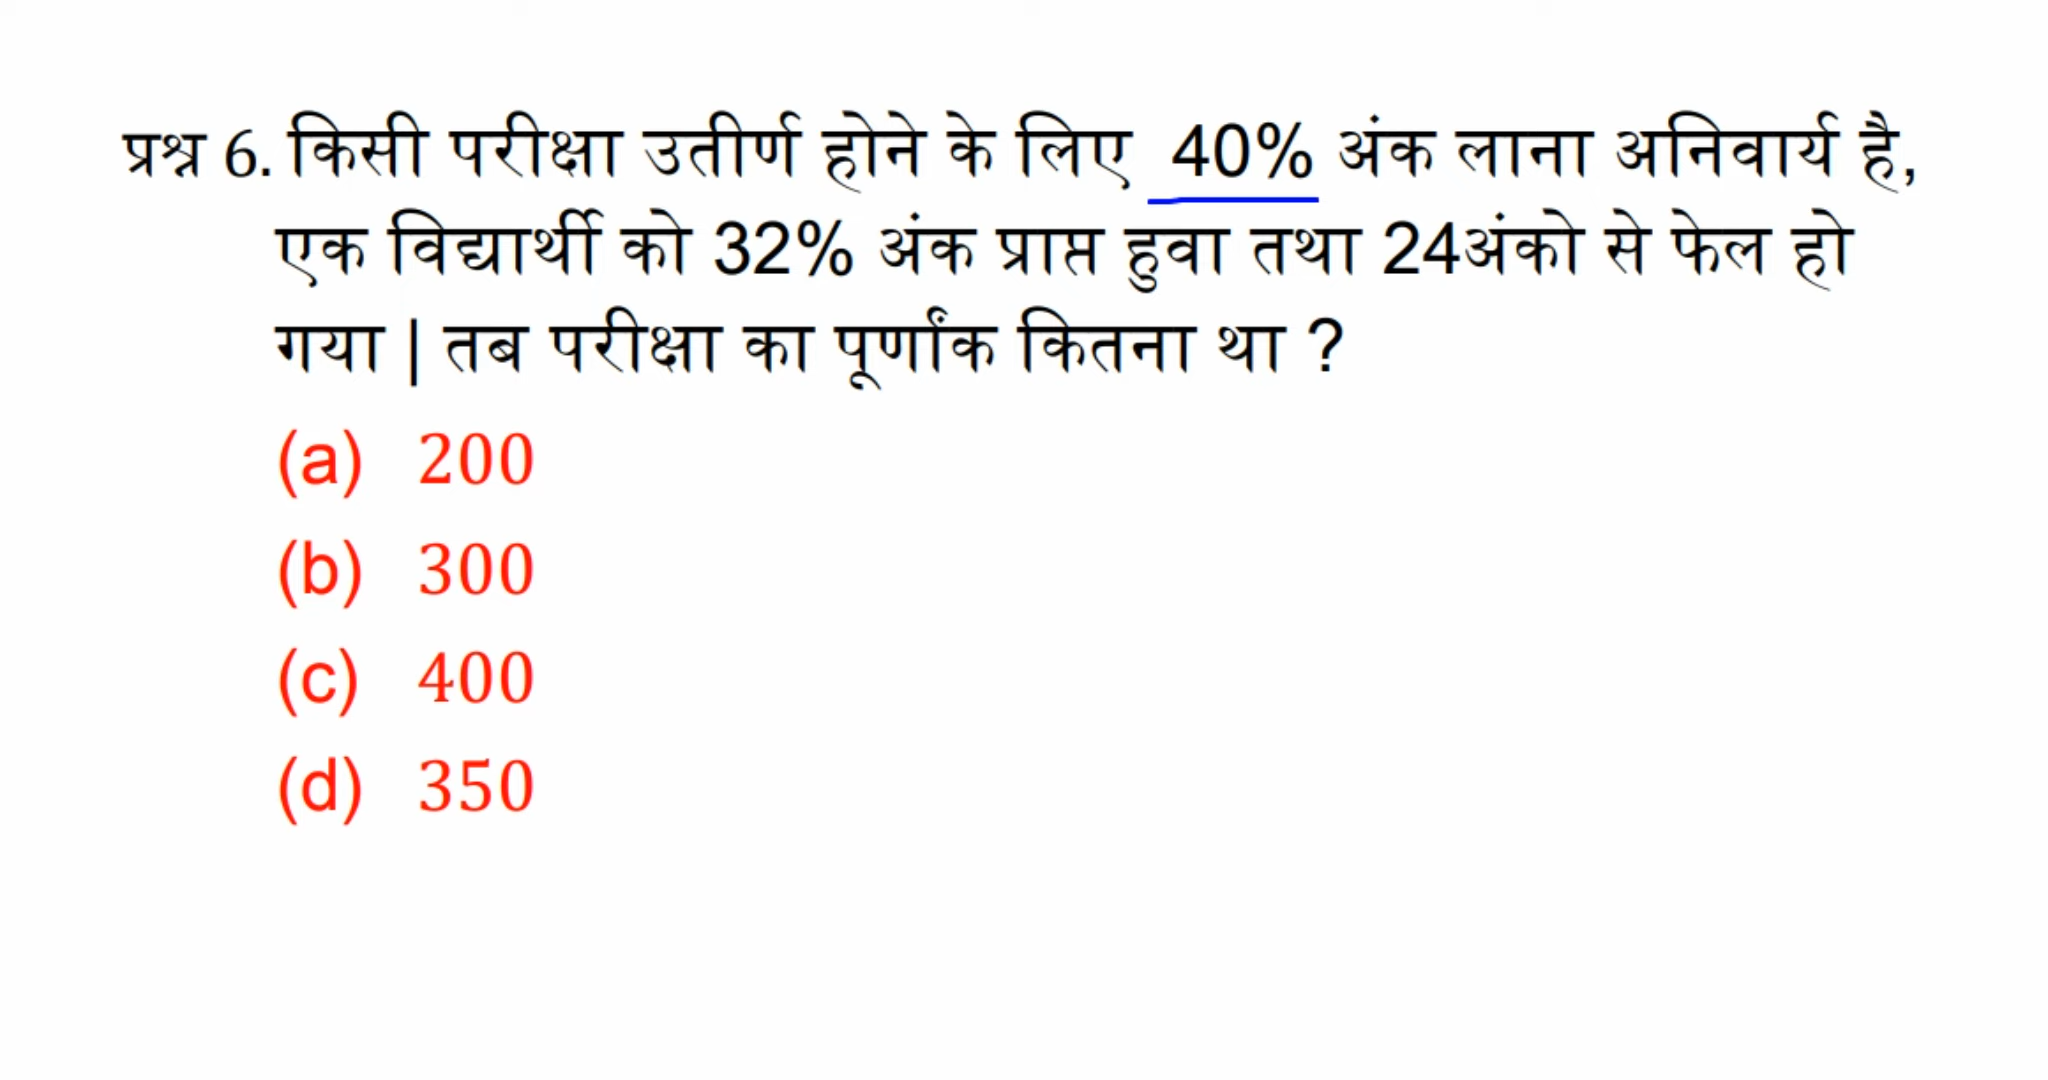 प्रश्न 6. किसी परीक्षा उतीर्ण होने के लिए 40% अंक लाना अनिवार्य है,
एक विद्यार्थी को 32% अंक प्राप्त हुवा तथा 24अंको से फेल हो
गया | तब परीक्षा का पूर्णांक कितना था ?
(a) 200
(b) 300
(c) 400
(d) 350